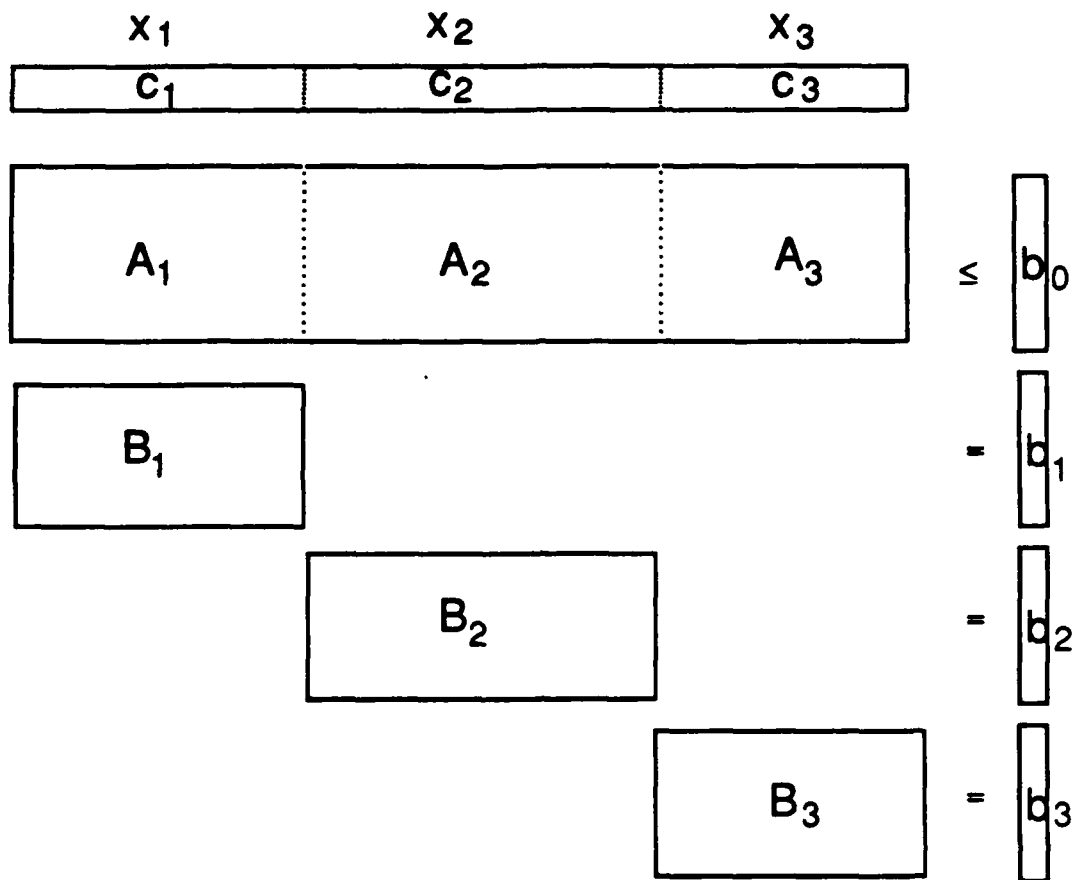 x₁ x₂ x₃
c₁ c₂ c₃
A₁ A₂ A₃ ≤ b₀
B₁ = b₁
B₂ = b₂
B₃ = b₃